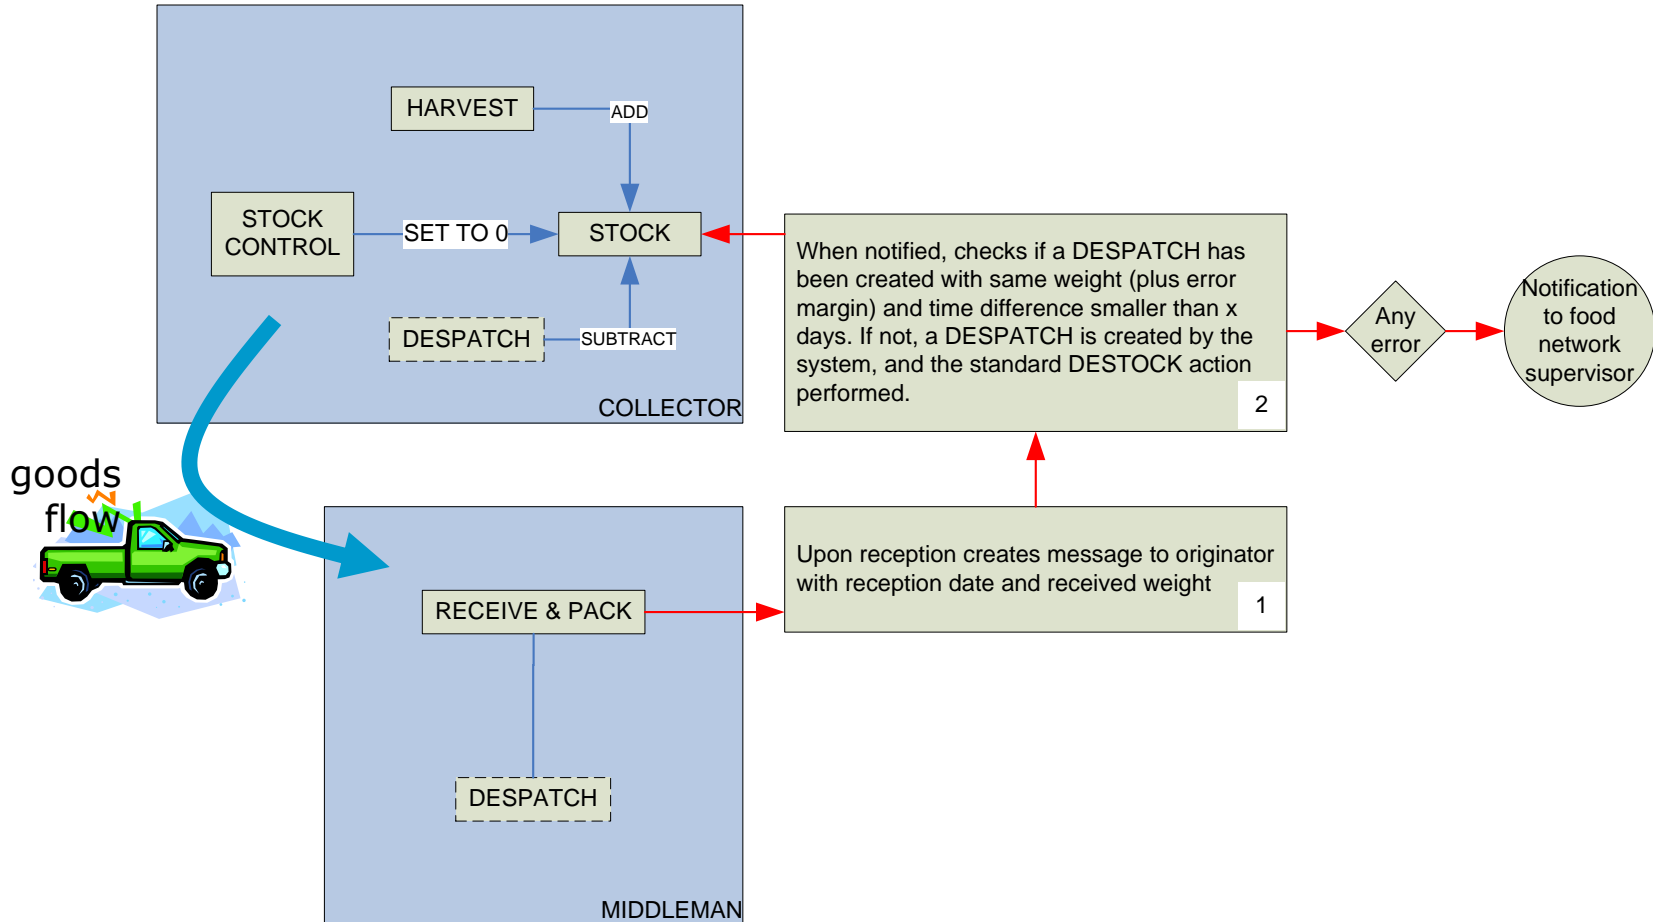 HARVEST
ADD
STOCK
CONTROL
SET TO 0
STOCK
DESPATCH
SUBTRACT
COLLECTOR
When notified, checks if a DESPATCH has
been created with same weight (plus error
margin) and time difference smaller than x
days. If not, a DESPATCH is created by the
system, and the standard DESTOCK action
performed.
2
Any
error
Notification
to food
network
supervisor
goods
flow
Upon reception creates message to originator
with reception date and received weight
1
RECEIVE & PACK
DESPATCH
MIDDLEMAN